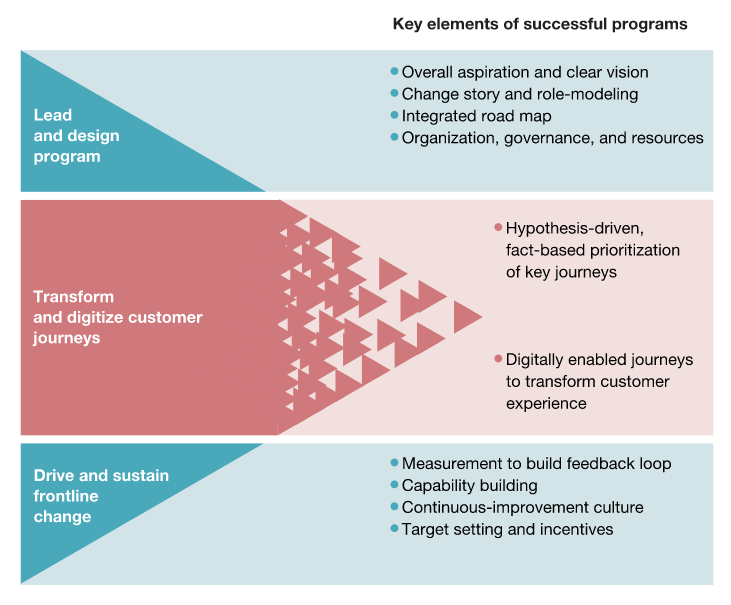 Key elements of successful programs
Lead
and design
program
• Overall aspiration and clear vision
• Change story and role-modeling
• Integrated road map
• Organization, governance, and resources
Transform
and digitize customer
journeys
• Hypothesis-driven,
fact-based prioritization
of key journeys
• Digitally enabled journeys
to transform customer
experience
Drive and sustain
frontline
change
• Measurement to build feedback loop
• Capability building
• Continuous-improvement culture
• Target setting and incentives